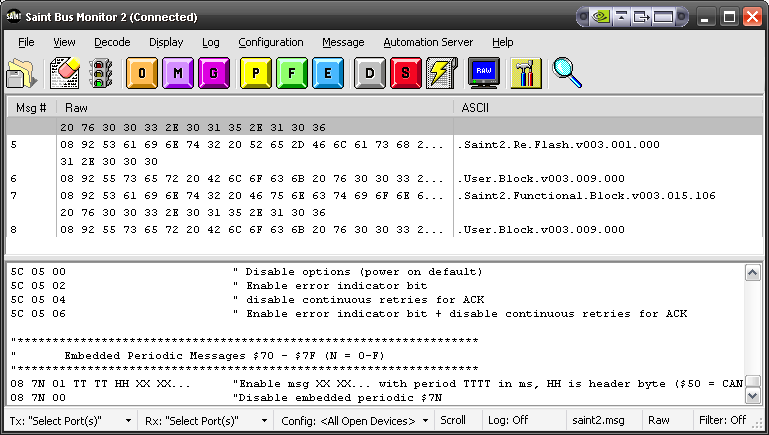 Saint Bus Monitor 2 (Connected)
File View Decode Display Log Configuration Message Automation Server Help
O M G P F E D S RAW
Msg # Raw ASCII
20 76 30 30 33 2E 30 31 35 2E 31 30 36
5 08 92 53 61 69 6E 74 32 20 52 65 2D 46 6C 61 73 68 2... .Saint2.Re.Flash.v003.001.000
31 2E 30 30 30
6 08 92 55 73 65 72 20 42 6C 6F 63 6B 20 76 30 30 33 2... .User.Block.v003.009.000
7 08 92 53 61 69 6E 74 32 20 46 75 6E 63 74 69 6F 6E 6... .Saint2.Functional.Block.v003.015.106
20 76 30 30 33 2E 30 31 35 2E 31 30 36
8 08 92 55 73 65 72 20 42 6C 6F 63 6B 20 76 30 30 33 2... .User.Block.v003.009.000
5C 05 00 " Disable options (power on default)
5C 05 02 " Enable error indicator bit
5C 05 04 " disable continuous retries for ACK
5C 05 06 " Enable error indicator bit + disable continuous retries for ACK
"**********************************************************************
" Embedded Periodic Messages $70 - $7F (N = 0-F)
"**********************************************************************
08 7N 01 TT TT HH XX XX... "Enable msg XX XX... with period TTTT in ms, HH is header byte ($50 = CAN
08 7N 00 "Disable embedded periodic $7N
Tx: "Select Port(s)" Rx: "Select Port(s)" Config: <All Open Devices> Scroll Log: Off saint2.msg Raw Filter: Off